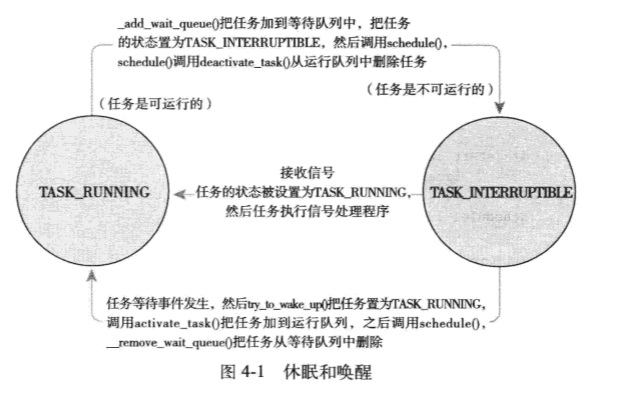 _add_wait_queue()把任务加到等待队列中，把任务
的状态置为TASK_INTERRUPTIBLE，然后调用schedule()，
schedule()调用deactivate_task()从运行队列中删除任务
（任务是可运行的）
（任务是不可运行的）
接收信号
TASK_RUNNING
任务的状态被设置为TASK_RUNNING，
TASK_INTERRUPTIBLE
然后任务执行信号处理程序
任务等待事件发生，然后try_to_wake_up()把任务置为TASK_RUNNING，
调用activate_task()把任务加到运行队列，之后调用schedule()，
__remove_wait_queue()把任务从等待队列中删除
图 4-1 休眠和唤醒